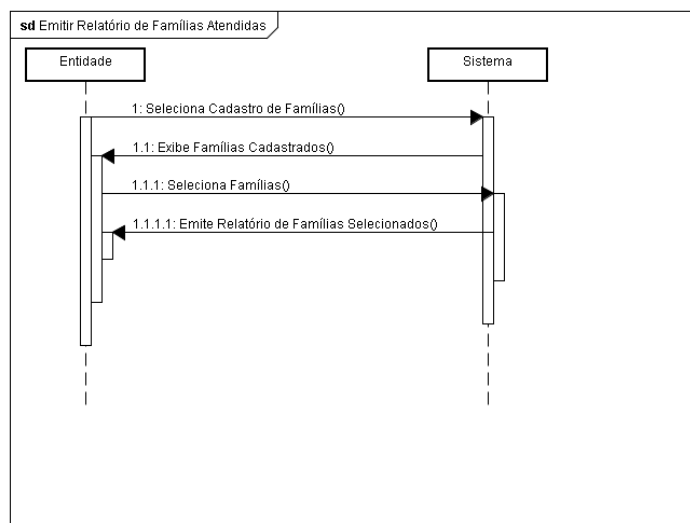 sd Emitir Relatório de Famílias Atendidas
Entidade
Sistema
1: Seleciona Cadastro de Famílias()
1.1: Exibe Famílias Cadastrados()
1.1.1: Seleciona Famílias()
1.1.1.1: Emite Relatório de Famílias Selecionados()